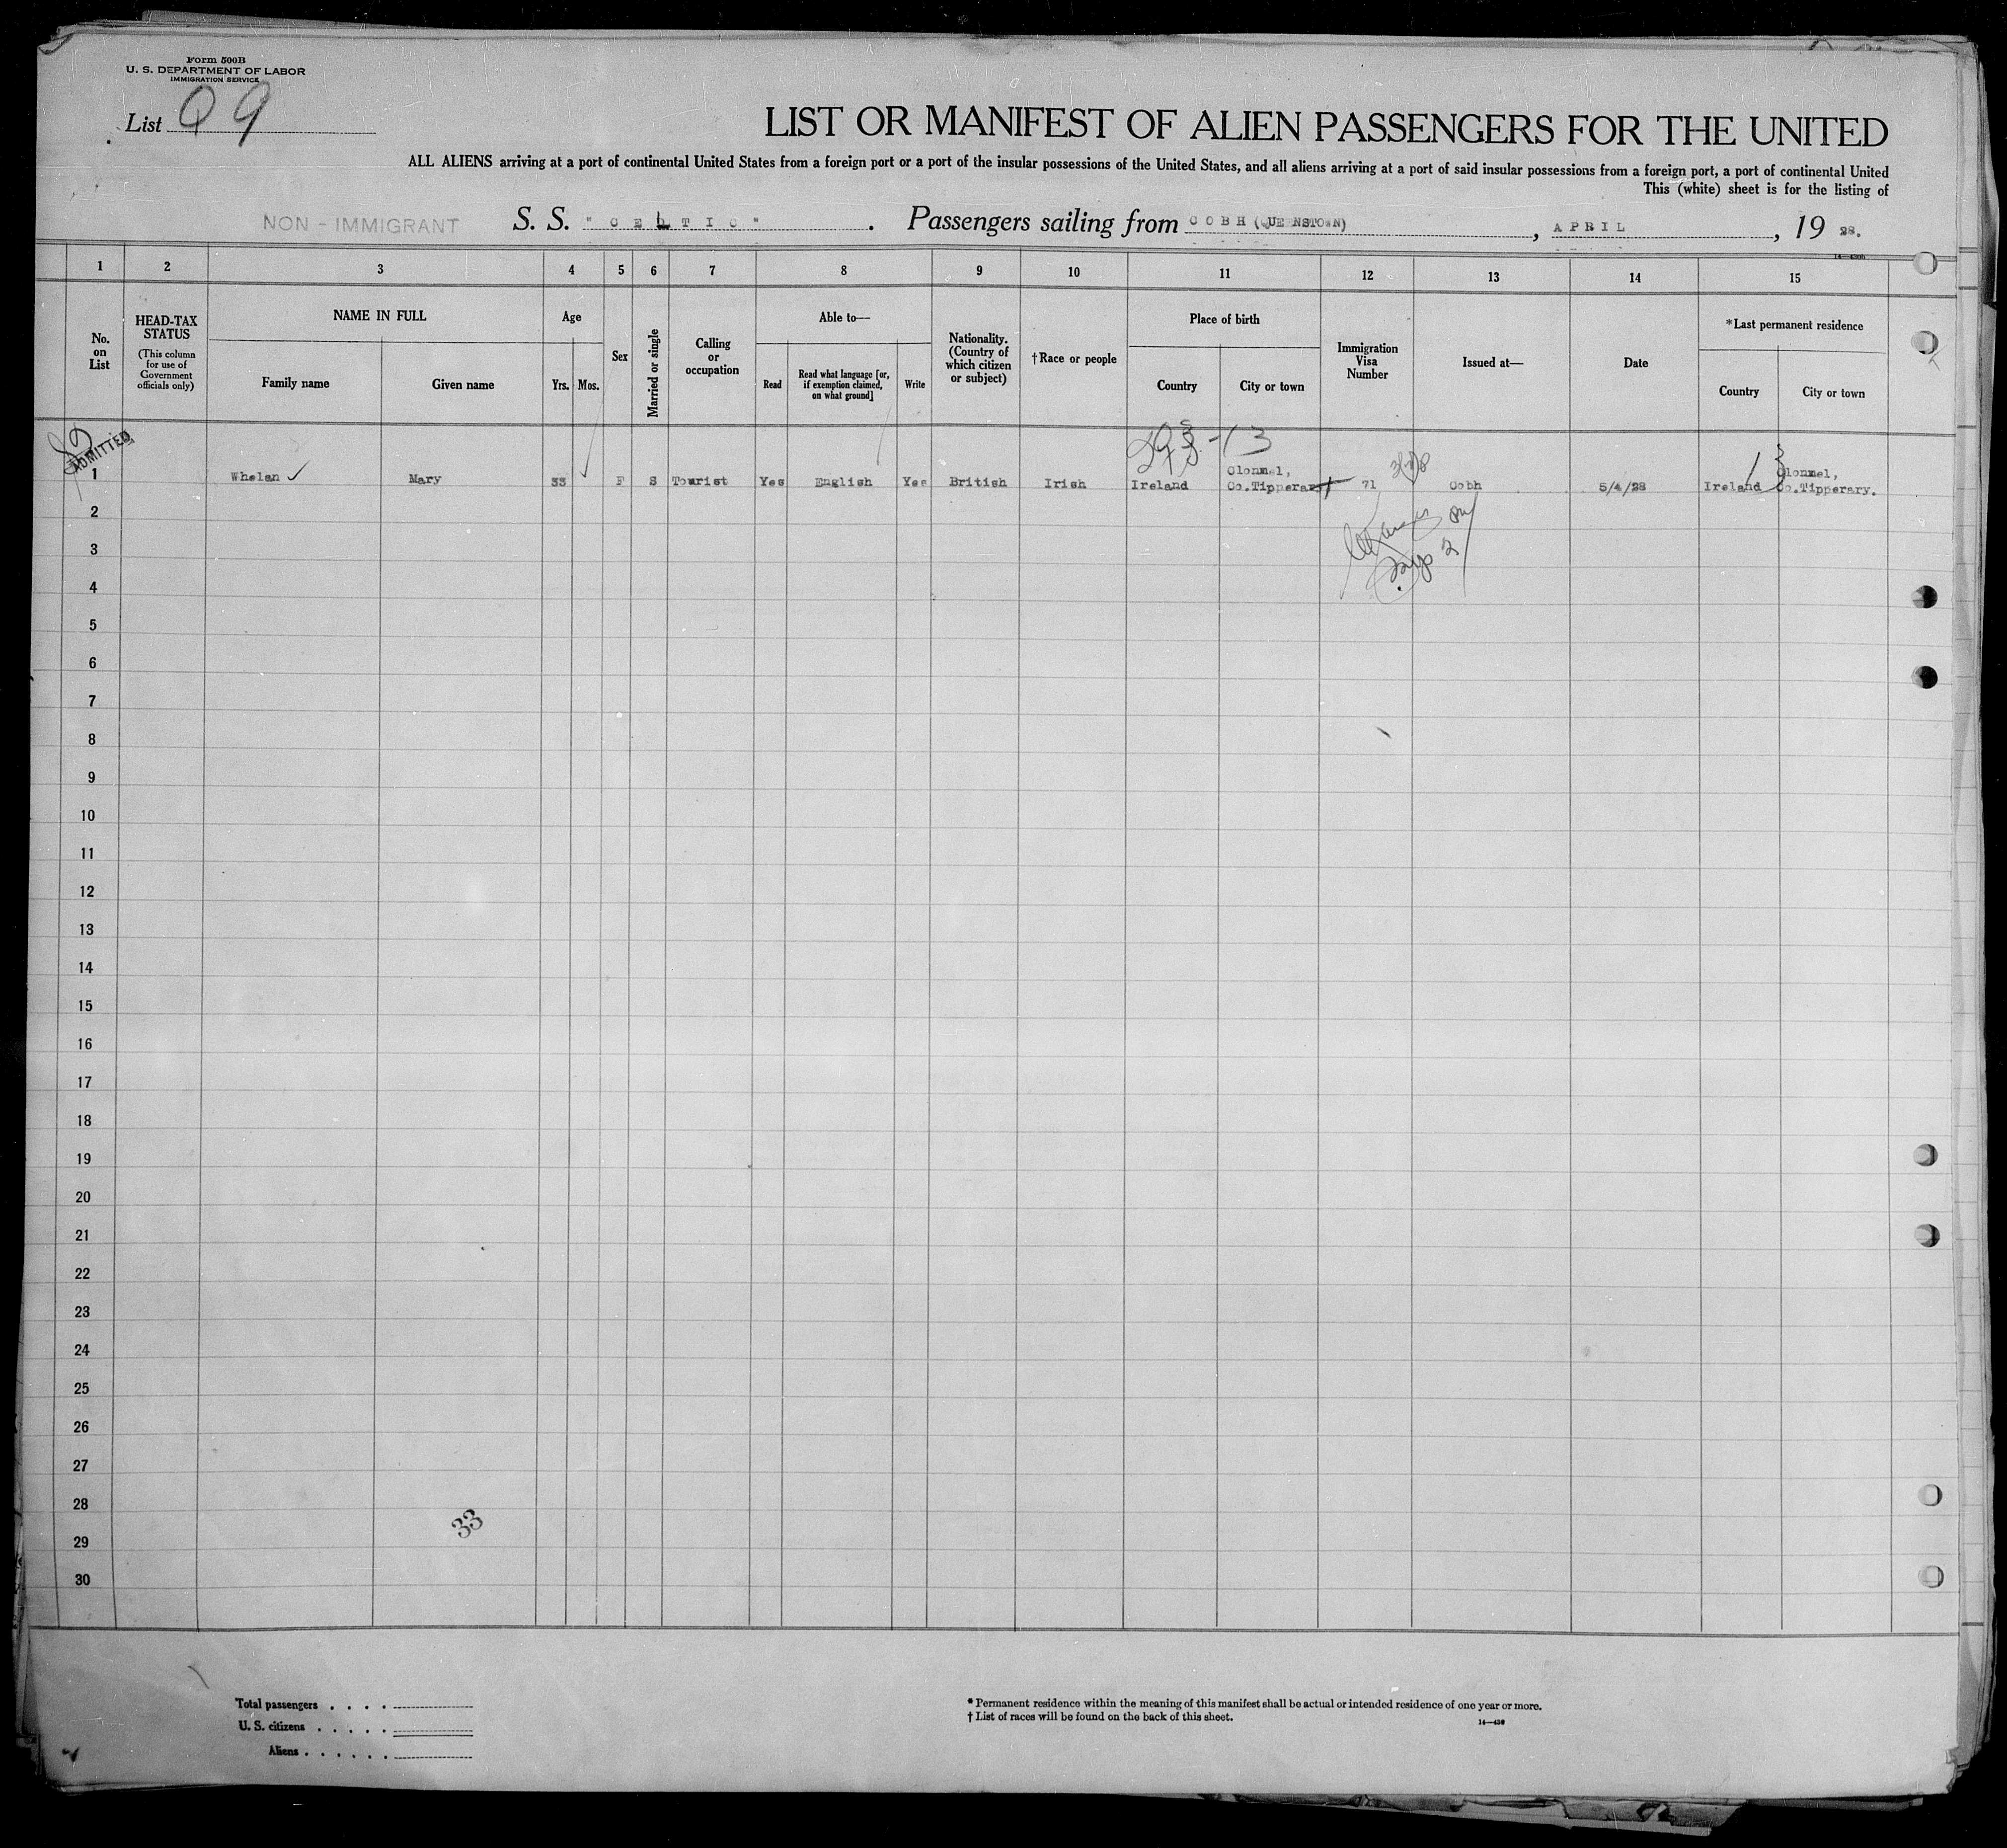 Form 500B
U. S. DEPARTMENT OF LABOR
IMMIGRATION SERVICE
List 9
LIST OR MANIFEST OF ALIEN PASSENGERS FOR THE UNITED
ALL ALIENS arriving at a port of continental United States from a foreign port or a port of the insular possessions of the United States, and all aliens arriving at a port of said insular possessions from a foreign port, a port of continental United
This (white) sheet is for the listing of
NON-IMMIGRANT S. S. "CELTIC". Passengers sailing from COBH (QUEENSTOWN), APRIL, 19 28.
14—430b
1 2 3 4 5 6 7 8 9 10 11 12 13 14 15
No. on List
HEAD-TAX STATUS
(This column for use of Government officials only)
NAME IN FULL
Family name
Given name
Age
Yrs. Mos.
Sex
Married or single
Calling or occupation
Able to—
Read
Read what language [or, if exemption claimed, on what ground]
Write
Nationality. (Country of which citizen or subject)
†Race or people
Place of birth
Country
City or town
Immigration Visa Number
Issued at—
Date
*Last permanent residence
Country
City or town
ADMITTED
1 Whelan Mary 33 F S Tourist Yes English Yes British Irish Ireland Clonmel, Co.Tipperary 71 Cobh 5/4/28 Ireland Clonmel, Co.Tipperary.
2
3
4
5
6
7
8
9
10
11
12
13
14
15
16
17
18
19
20
21
22
23
24
25
26
27
28
33
29
30
Total passengers . . . .
U. S. citizens . . . . .
Aliens . . . . . .
* Permanent residence within the meaning of this manifest shall be actual or intended residence of one year or more.
† List of races will be found on the back of this sheet.
14—430